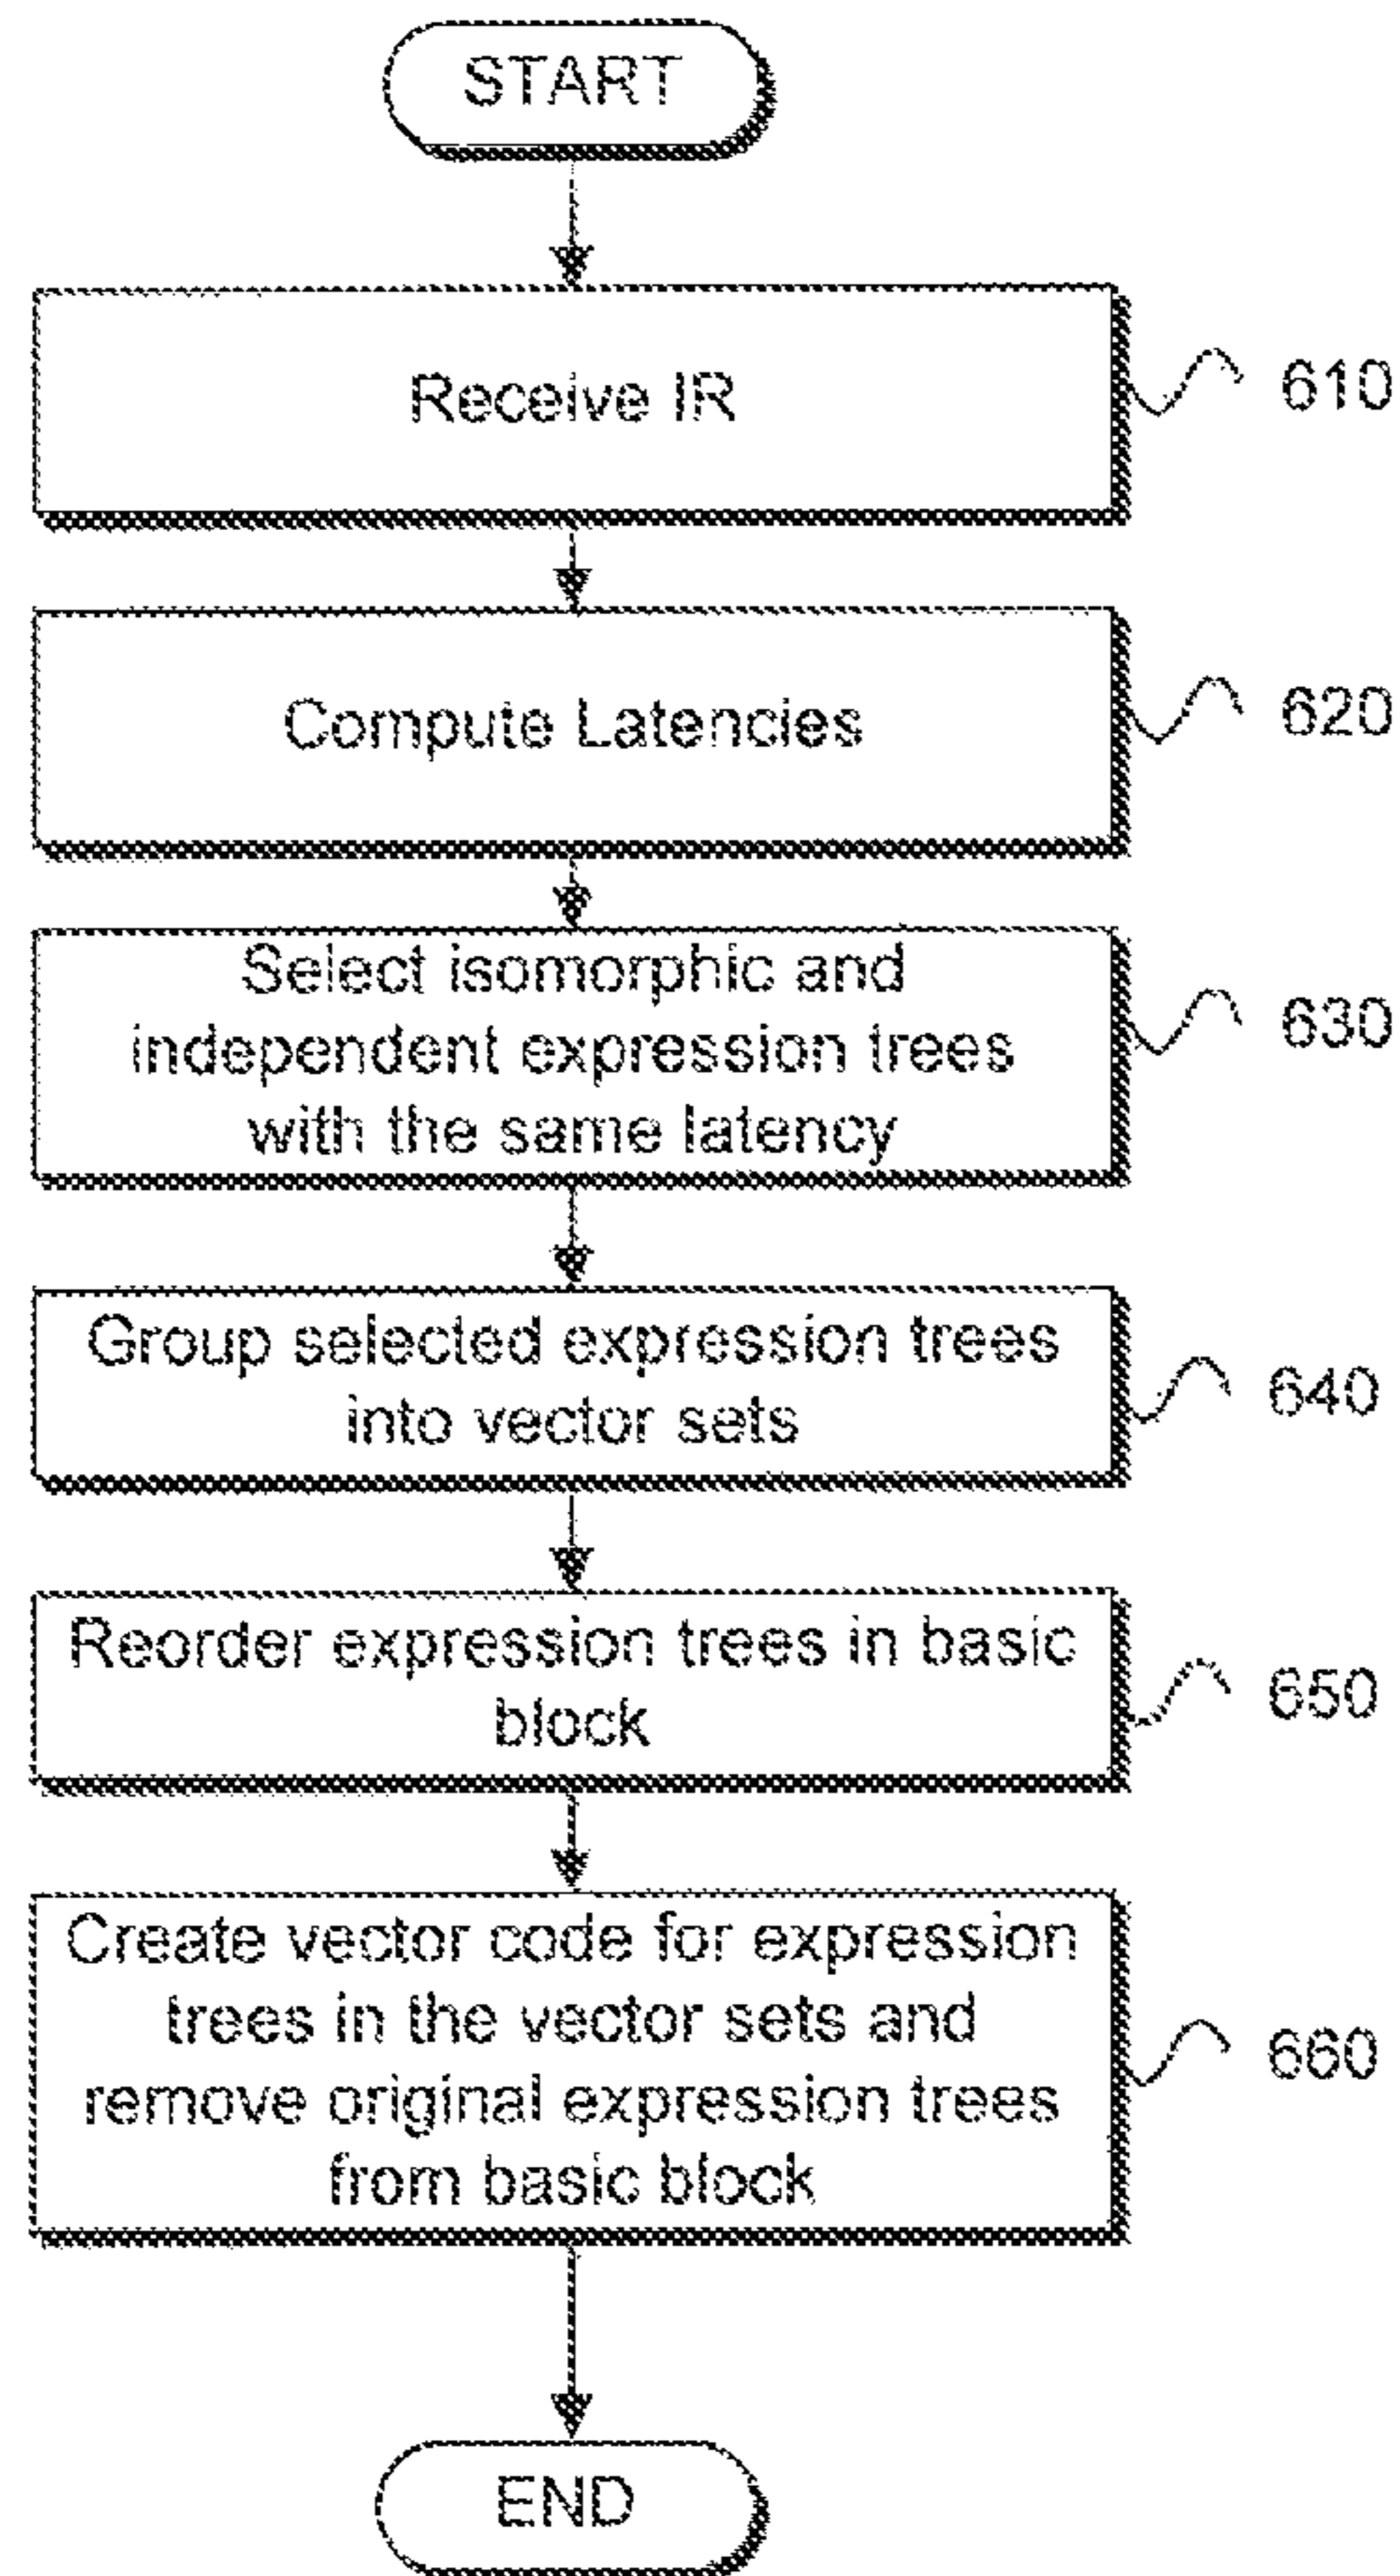 START
Receive IR
610
Compute Latencies
620
Select isomorphic and
independent expression trees
with the same latency
630
Group selected expression trees
into vector sets
640
Reorder expression trees in basic
block
650
Create vector code for expression
trees in the vector sets and
remove original expression trees
from basic block
660
END